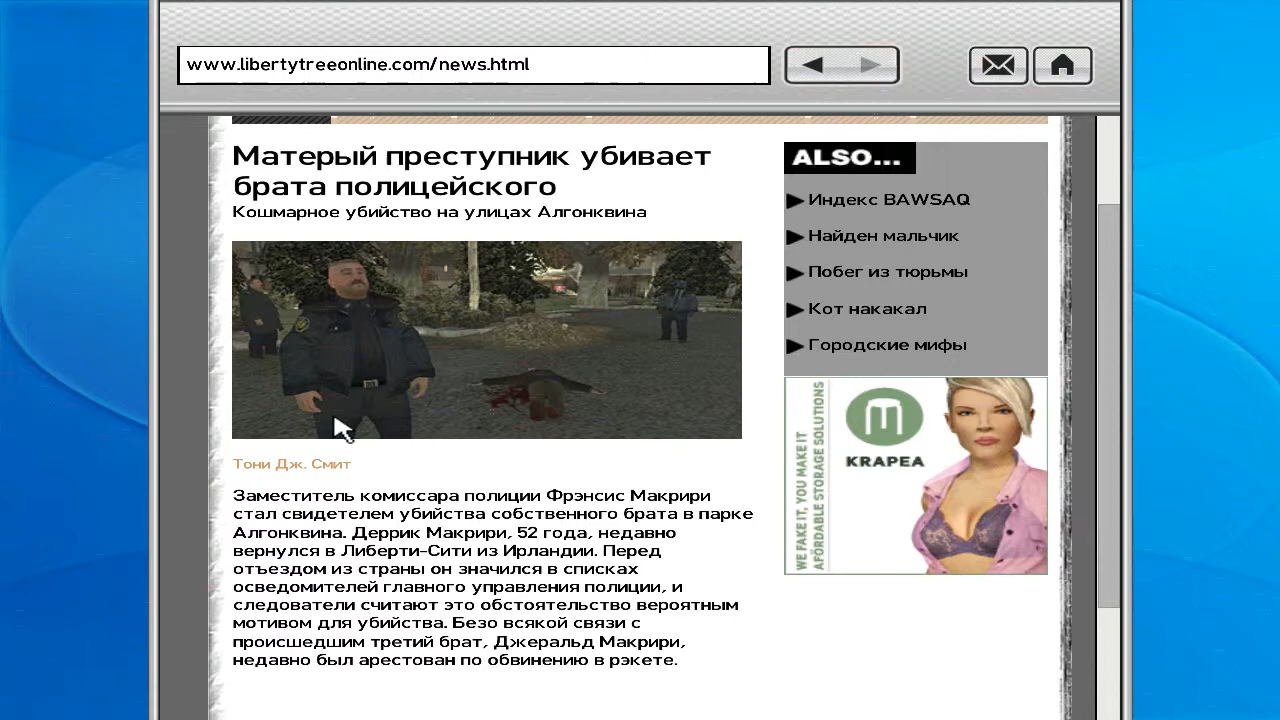 www.libertytreeonline.com/news.html
Матерый преступник убивает
брата полицейского
Кошмарное убийство на улицах Алгонквина
Тони Дж. Смит
Заместитель комиссара полиции Фрэнсис Макрири
стал свидетелем убийства собственного брата в парке
Алгонквина. Деррик Макрири, 52 года, недавно
вернулся в Либерти-Сити из Ирландии. Перед
отъездом из страны он значился в списках
осведомителей главного управления полиции, и
следователи считают это обстоятельство вероятным
мотивом для убийства. Безо всякой связи с
происшедшим третий брат, Джеральд Макрири,
недавно был арестован по обвинению в рэкете.
ALSO...
Индекс BAWSAQ
Найден мальчик
Побег из тюрьмы
Кот накакал
Городские мифы
WE FAKE IT, YOU MAKE IT
AFFORDABLE STORAGE SOLUTIONS
KRAPEA